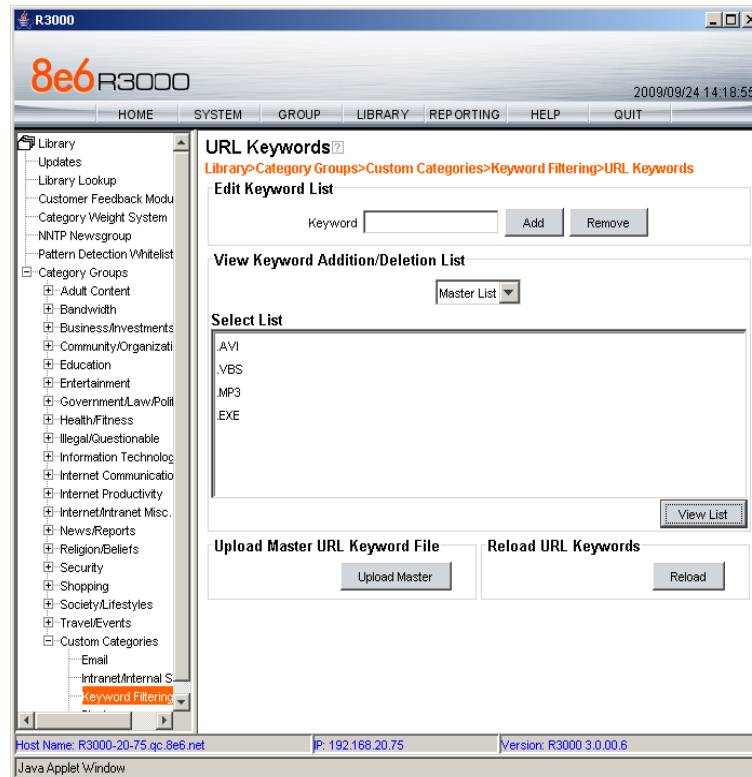 R3000
8e6 R3000
2009/09/24 14:18:55
HOME SYSTEM GROUP LIBRARY REPORTING HELP QUIT
Library
Updates
Library Lookup
Customer Feedback Modu
Category Weight System
NNTP Newsgroup
Pattern Detection Whitelist
Category Groups
Adult Content
Bandwidth
Business/Investments
Community/Organizati
Education
Entertainment
Government/Law/Polit
Health/Fitness
Illegal/Questionable
Information Technolog
Internet Communicatio
Internet Productivity
Internet/Intranet Misc.
News/Reports
Religion/Beliefs
Security
Shopping
Society/Lifestyles
Travel/Events
Custom Categories
Email
Intranet/Internal S
Keyword Filtering
URL Keywords ?
Library>Category Groups>Custom Categories>Keyword Filtering>URL Keywords
Edit Keyword List
Keyword Add Remove
View Keyword Addition/Deletion List
Master List
Select List
.AVI
.VBS
.MP3
.EXE
View List
Upload Master URL Keyword File
Upload Master
Reload URL Keywords
Reload
Host Name: R3000-20-75.qc.8e6.net IP: 192.168.20.75 Version: R3000 3.0.00.6
Java Applet Window